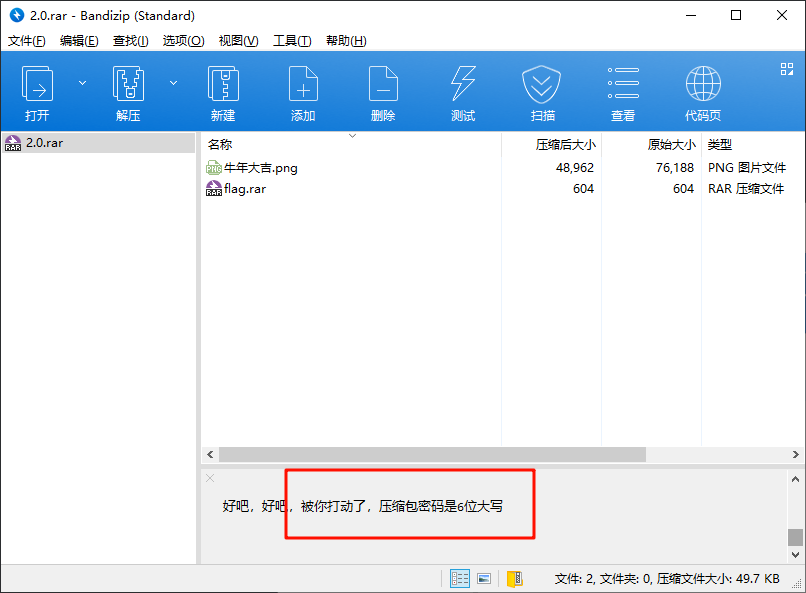 2.0.rar - Bandizip (Standard)
文件(F) 编辑(E) 查找(I) 选项(O) 视图(V) 工具(T) 帮助(H)
打开 解压 新建 添加 删除 测试 扫描 查看 代码页
2.0.rar
名称 压缩后大小 原始大小 类型
牛年大吉.png 48,962 76,188 PNG 图片文件
flag.rar 604 604 RAR 压缩文件
好吧，好吧，被你打动了，压缩包密码是6位大写
文件: 2, 文件夹: 0, 压缩文件大小: 49.7 KB